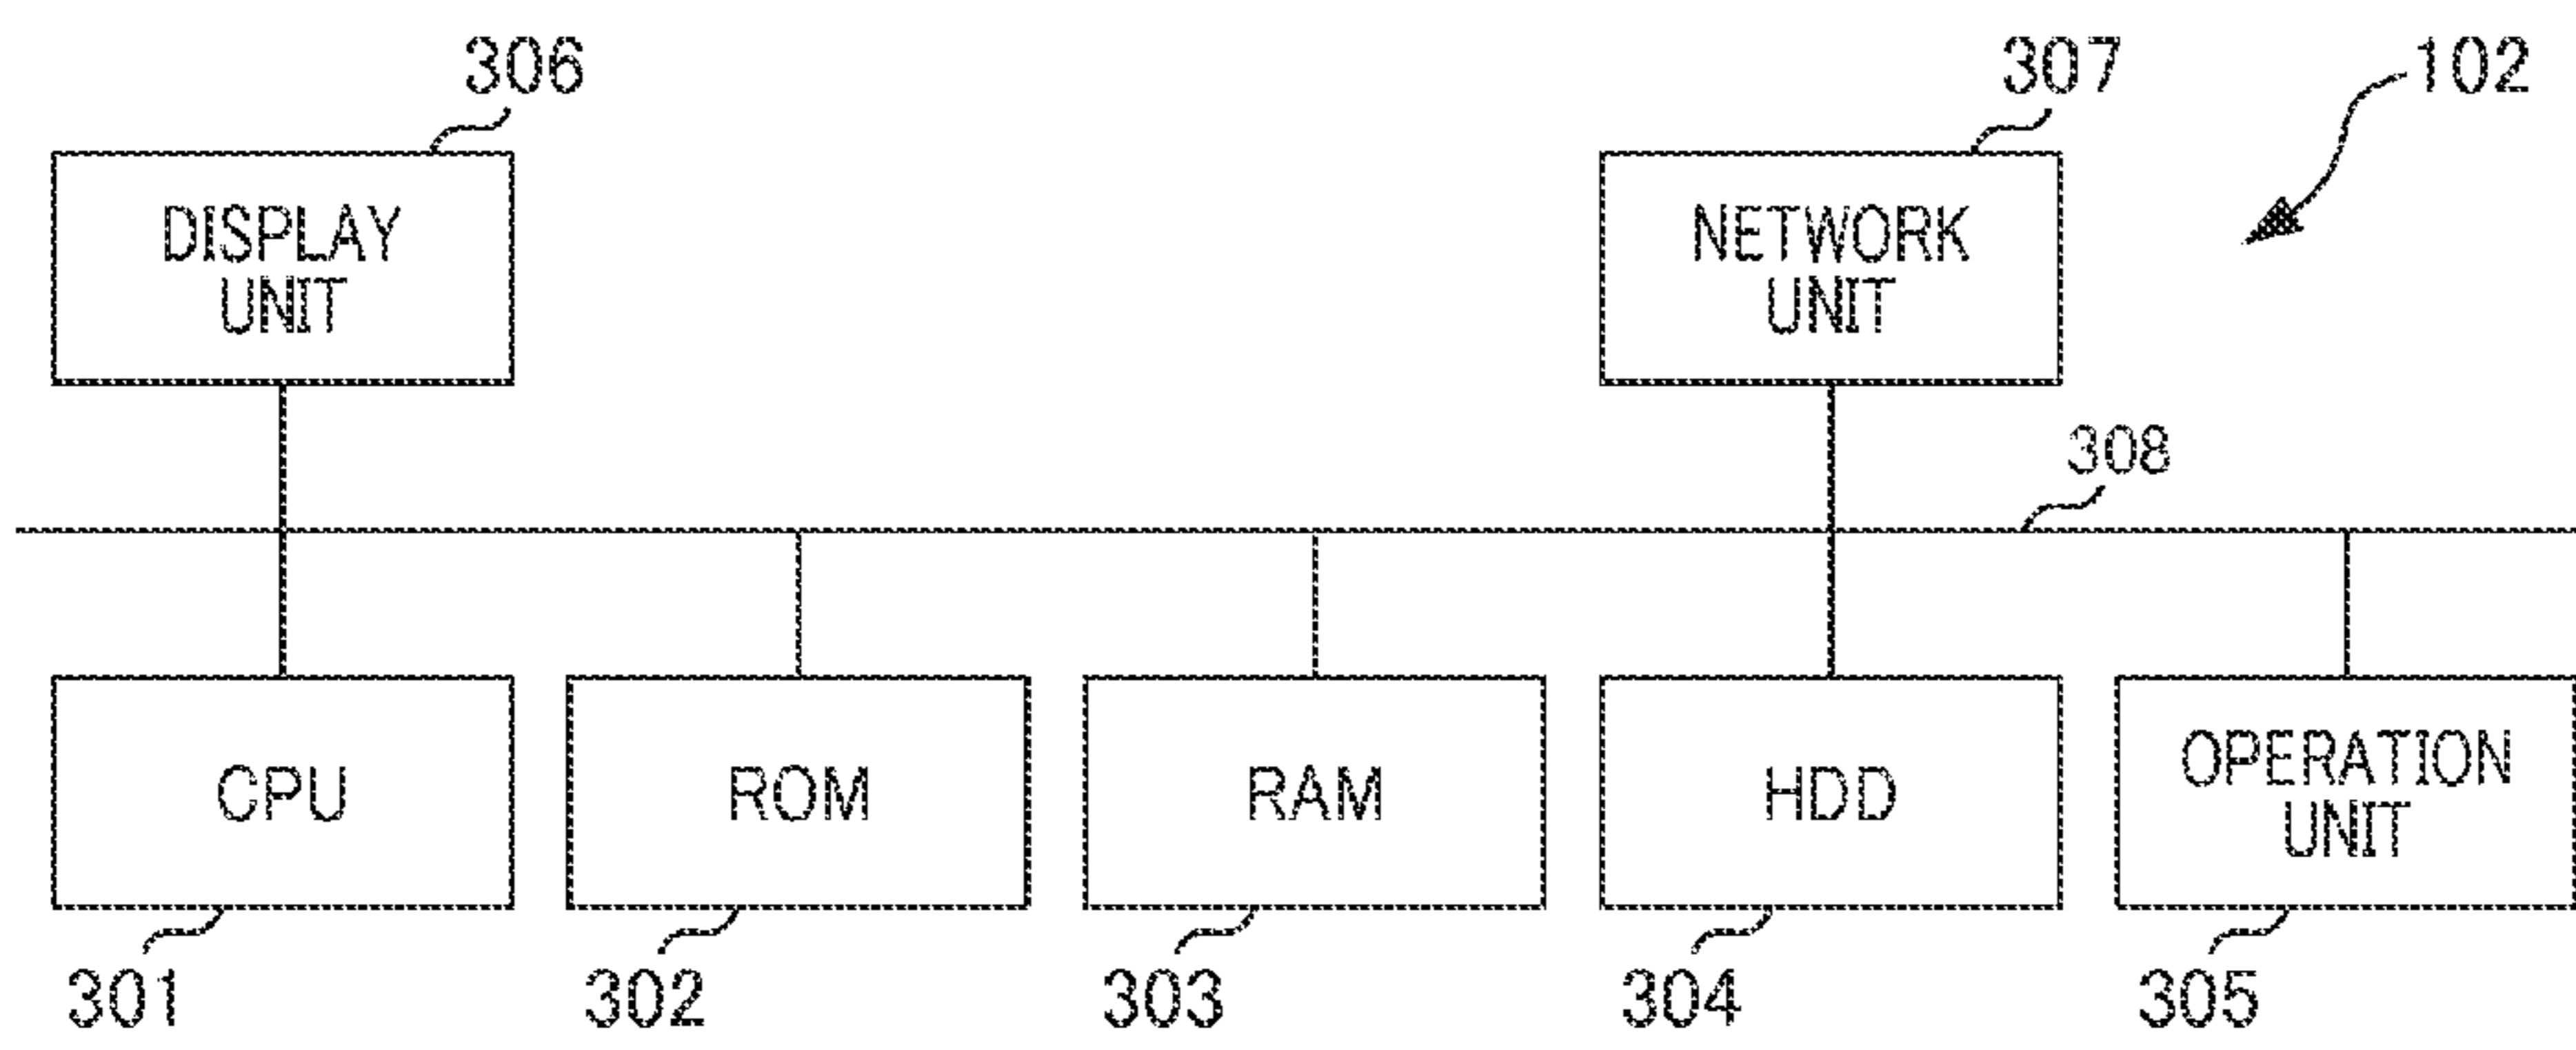 306
307
102
DISPLAY
UNIT
NETWORK
UNIT
308
CPU
ROM
RAM
HDD
OPERATION
UNIT
301
302
303
304
305